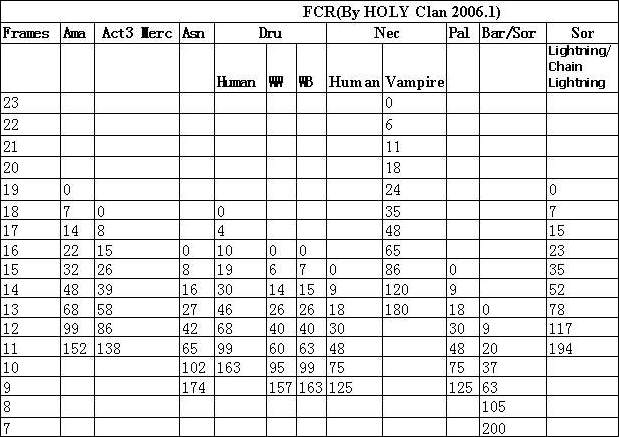 FCR(By HOLY Clan 2006.1)
Frames Ama Act3 Merc Asn Dru Nec Pal Bar/Sor Sor
Human WW WB Human Vampire Lightning/
Chain
Lightning
23 0
22 6
21 11
20 18
19 0 24 0
18 7 0 0 35 7
17 14 8 4 48 15
16 22 15 0 10 0 0 65 23
15 32 26 8 19 6 7 0 86 0 35
14 48 39 16 30 14 15 9 120 9 52
13 68 58 27 46 26 26 18 180 18 0 78
12 99 86 42 68 40 40 30 30 9 117
11 152 138 65 99 60 63 48 48 20 194
10 102 163 95 99 75 75 37
9 174 157 163 125 125 63
8 105
7 200